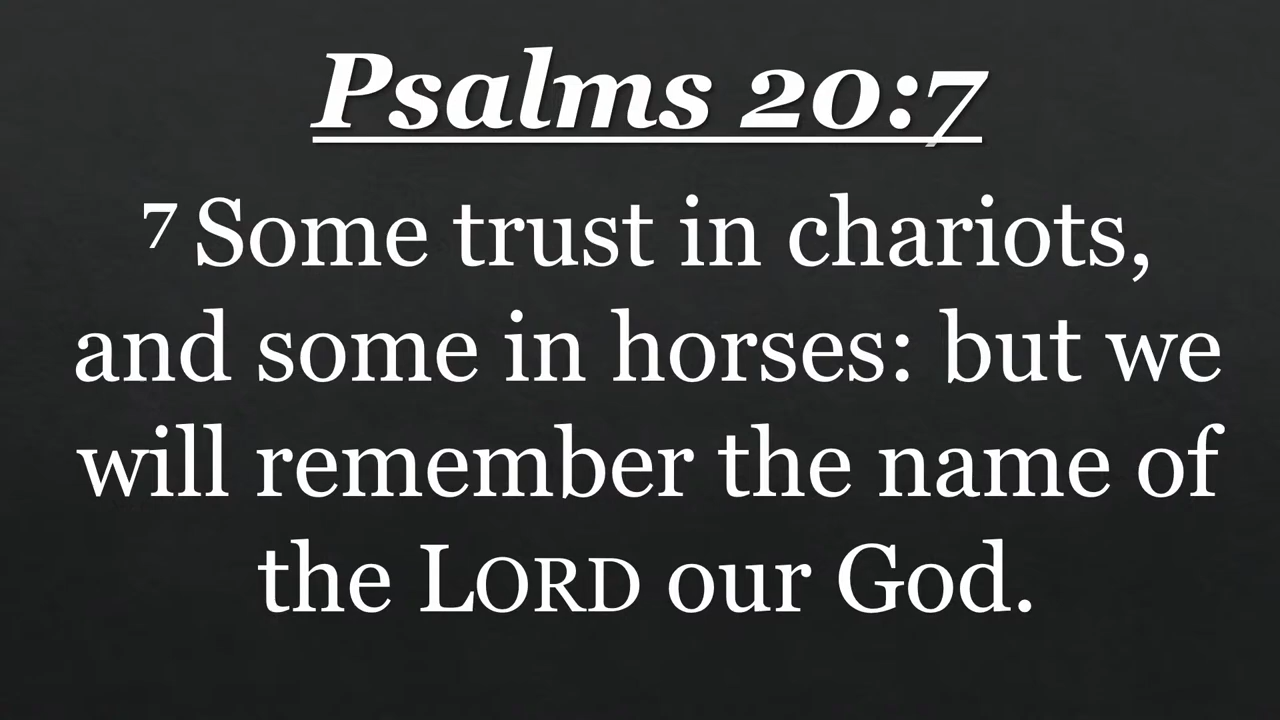 Psalms 20:7
7 Some trust in chariots,
and some in horses: but we
will remember the name of
the LORD our God.